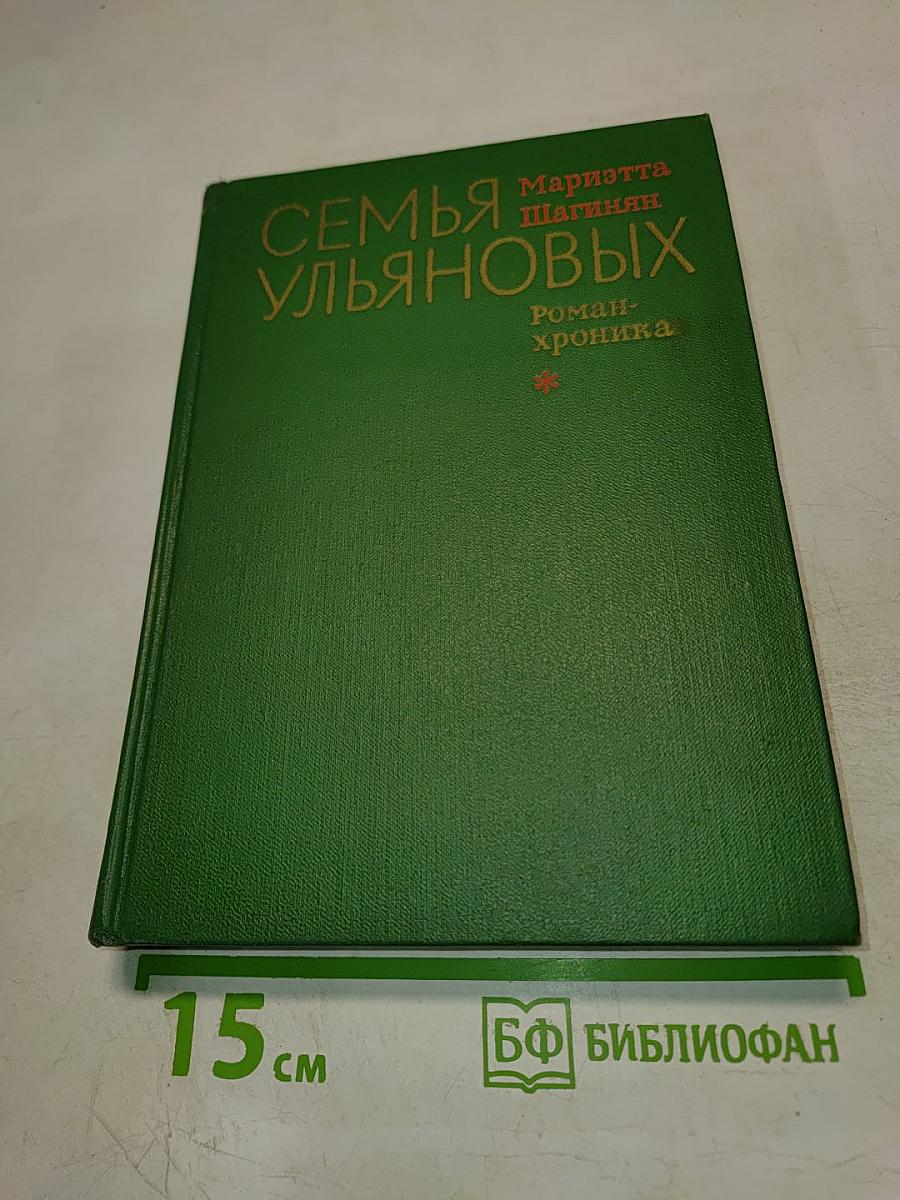 Мариэтта
Шагинян
СЕМЬЯ
УЛЬЯНОВЫХ
Роман-
хроника
*
15 см
БФ БИБЛИОФАН